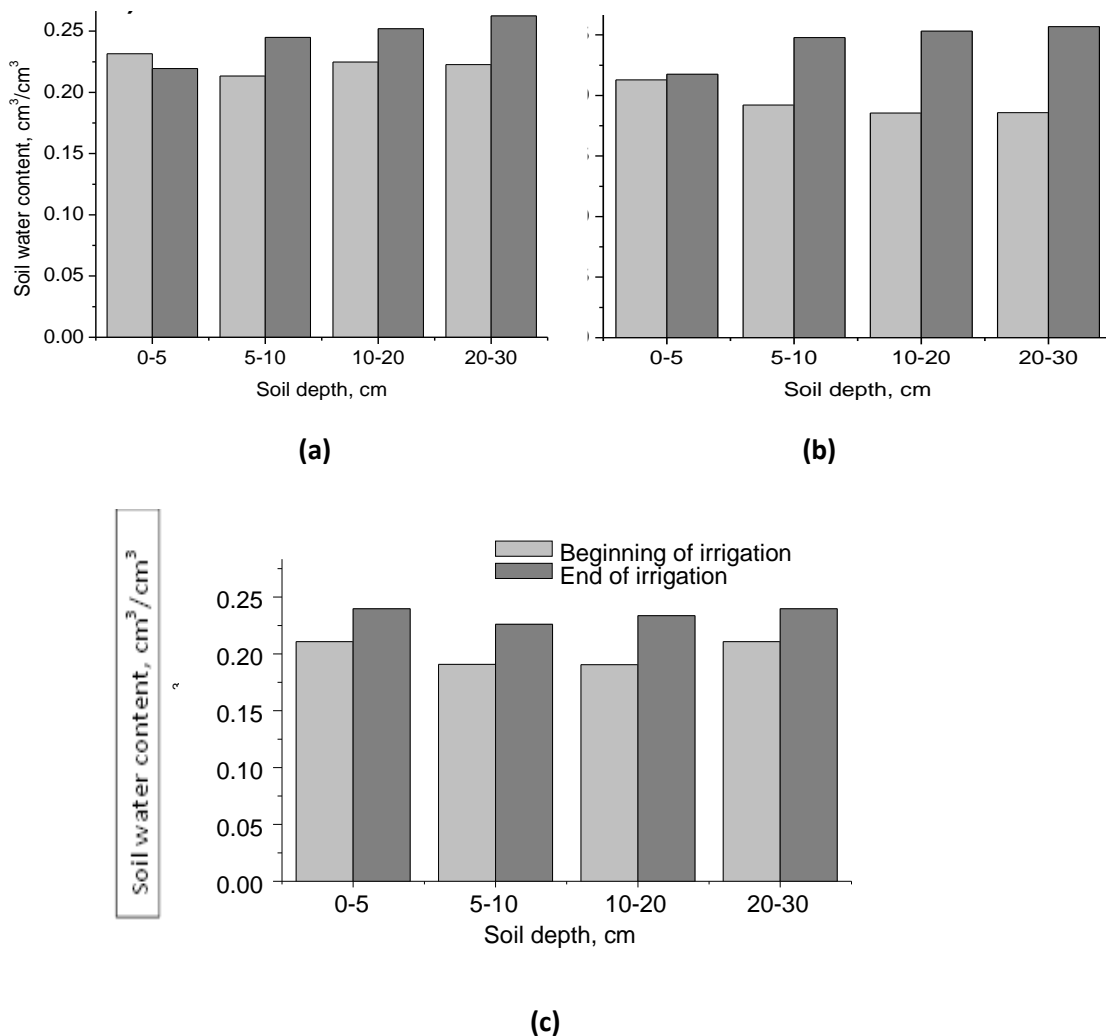 0.25
0.20
0.15
0.10
0.05
0.00
Soil water content, cm³/cm³
0-5 5-10 10-20 20-30
Soil depth, cm
(a)
0-5 5-10 10-20 20-30
Soil depth, cm
(b)
Soil water content, cm³/cm³
Beginning of irrigation
End of irrigation
0.25
0.20
0.15
0.10
0.05
0.00
0-5 5-10 10-20 20-30
Soil depth, cm
(c)